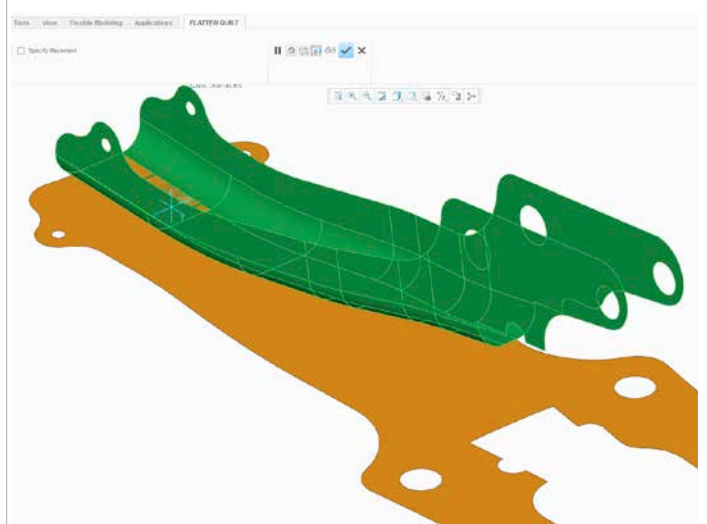 Tools View Flexible Modeling Applications FLATTEN QUILT
Specify Placement